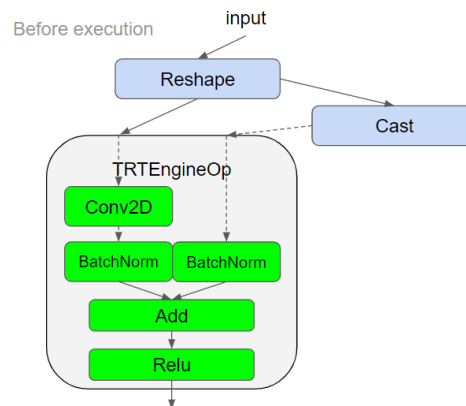 Before execution
input
Reshape
Cast
TRTEngineOp
Conv2D
BatchNorm
BatchNorm
Add
Relu